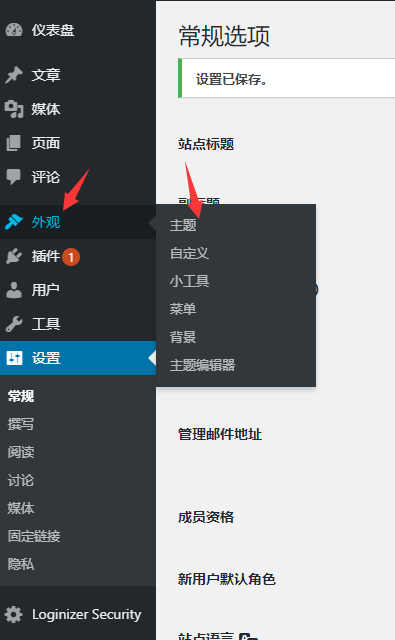 仪表盘
文章
媒体
页面
评论
外观
插件 1
用户
工具
设置
常规
撰写
阅读
讨论
媒体
固定链接
隐私
Loginizer Security
主题
自定义
小工具
菜单
背景
主题编辑器
常规选项
设置已保存。
站点标题
副标题
管理邮件地址
成员资格
新用户默认角色
站点语言